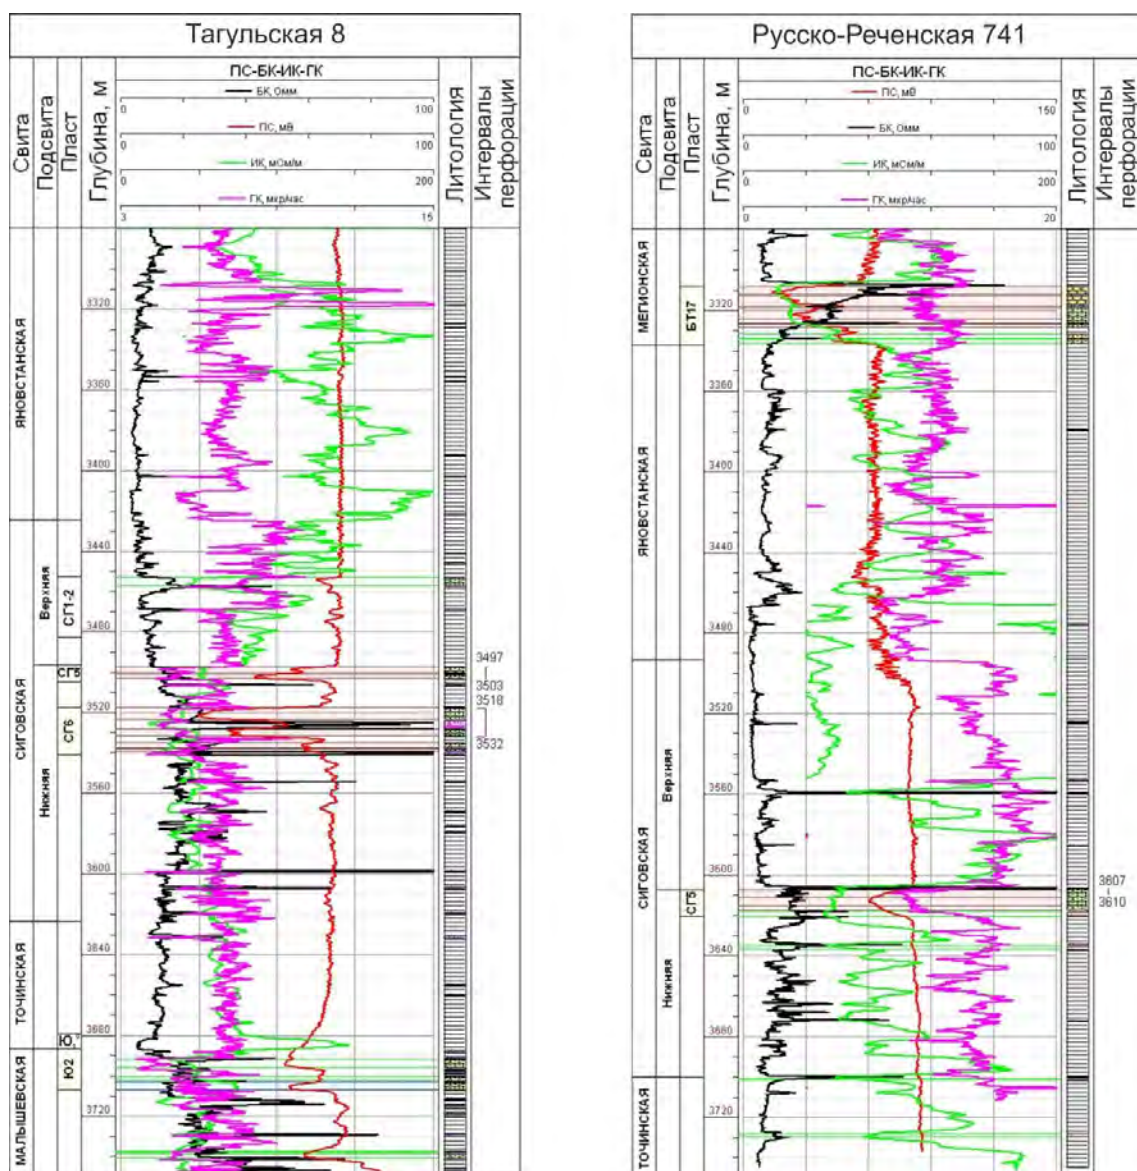 Тагульская 8
Свита
Подсвита
Пласт
Глубина, м
ПС-БК-ИК-ГК
БК, Омм
0 100
ПС, мВ
0 100
ИК, мСм/м
0 200
ГК, мкр/час
3 15
Литология
Интервалы
перфорации
ЯНОВСТАНСКАЯ
СИГОВСКАЯ
ТОЧИНСКАЯ
МАЛЫШЕВСКАЯ
Верхняя
Нижняя
СГ1-2
СГ5
СГ6
Ю2
3320
3360
3400
3440
3480
3520
3560
3600
3640
3680
3720
3497
3503
3518
3532
Русско-Реченская 741
Свита
Подсвита
Пласт
Глубина, м
ПС-БК-ИК-ГК
ПС, мВ
0 150
БК, Омм
0 100
ИК, мСм/м
0 200
ГК, мкр/час
0 20
Литология
Интервалы
перфорации
МЕГИОНСКАЯ
ЯНОВСТАНСКАЯ
СИГОВСКАЯ
ТОЧИНСКАЯ
Верхняя
Нижняя
БТ17
СГ5
3320
3360
3400
3440
3480
3520
3560
3600
3640
3680
3720
3607
3610